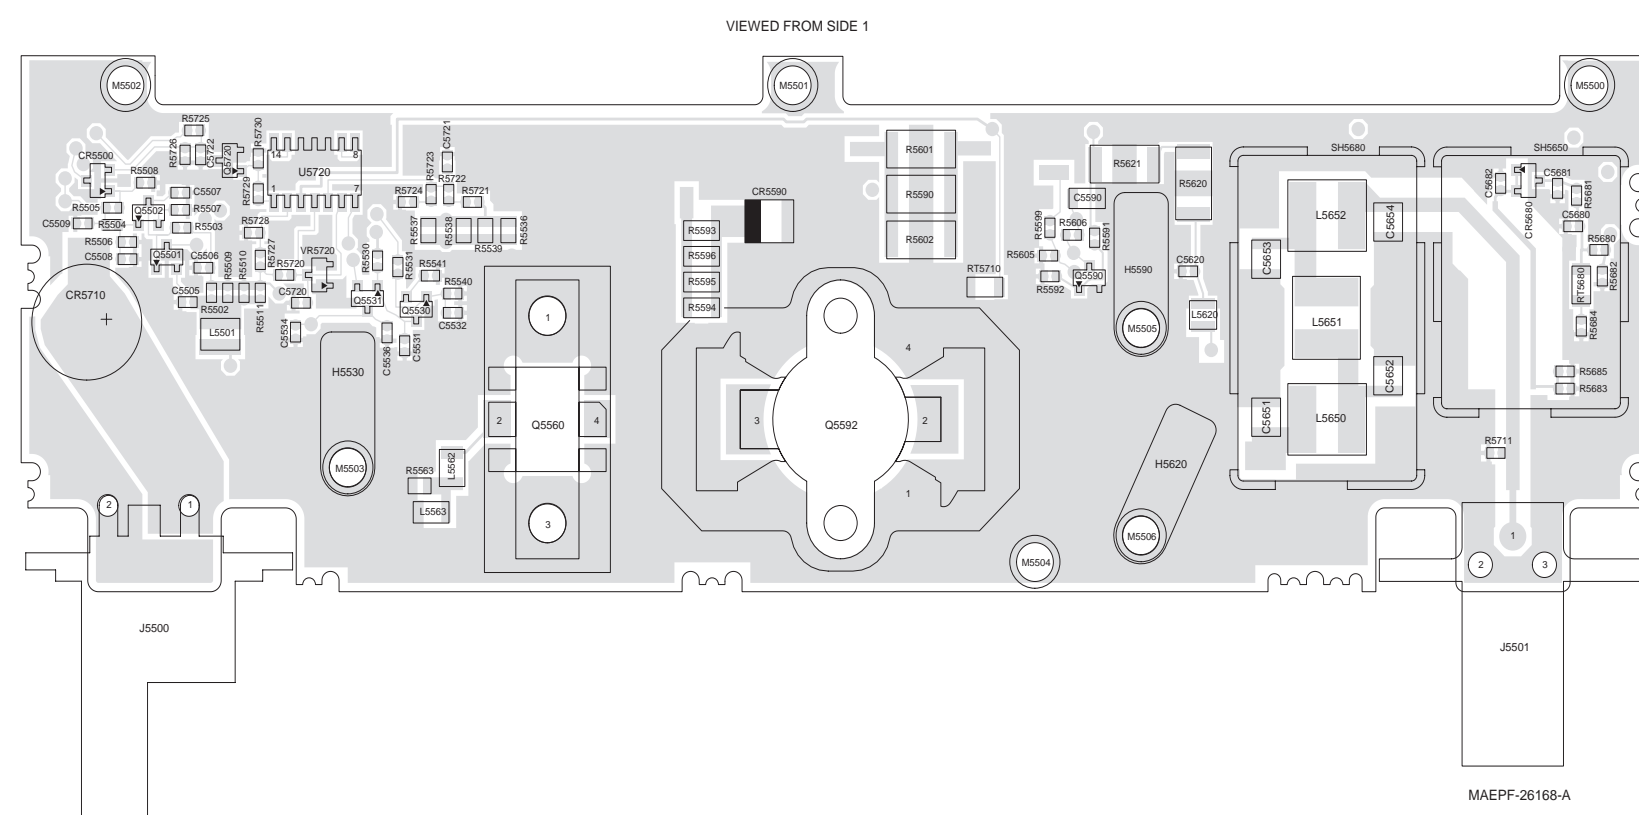 VIEWED FROM SIDE 1
M5502
M5501
M5500
R5725
R5730
R5726
C5722
Q5720
14
8
U5720
1
7
C5721
R5723
R5722
R5724
R5721
CR5500
R5508
C5507
R5729
R5505
Q5502
R5507
C5509
R5504
R5503
R5728
R5506
C5508
Q5501
C5506
R5509
R5510
R5727
R5720
VR5720
R5530
R5531
R5537
R5538
R5539
R5536
R5541
R5540
CR5710
C5505
R5502
R5511
C5720
Q5531
Q5530
C5532
L5501
C5534
C5536
C5531
H5530
M5503
R5563
L5562
L5563
1
2
Q5560
4
3
CR5590
R5593
R5596
R5595
R5594
R5601
R5590
R5602
RT5710
4
3
Q5592
2
1
R5621
R5620
C5590
R5599
R5606
R5591
R5605
R5592
Q5590
H5590
C5620
M5505
L5620
H5620
M5506
M5504
SH5680
L5652
C5654
C5653
L5651
C5652
C5651
L5650
SH5650
C5682
CR5680
C5681
R5681
C5680
R5680
RT5680
R5682
R5684
R5685
R5683
R5711
2
1
J5500
1
2
3
J5501
MAEPF-26168-A